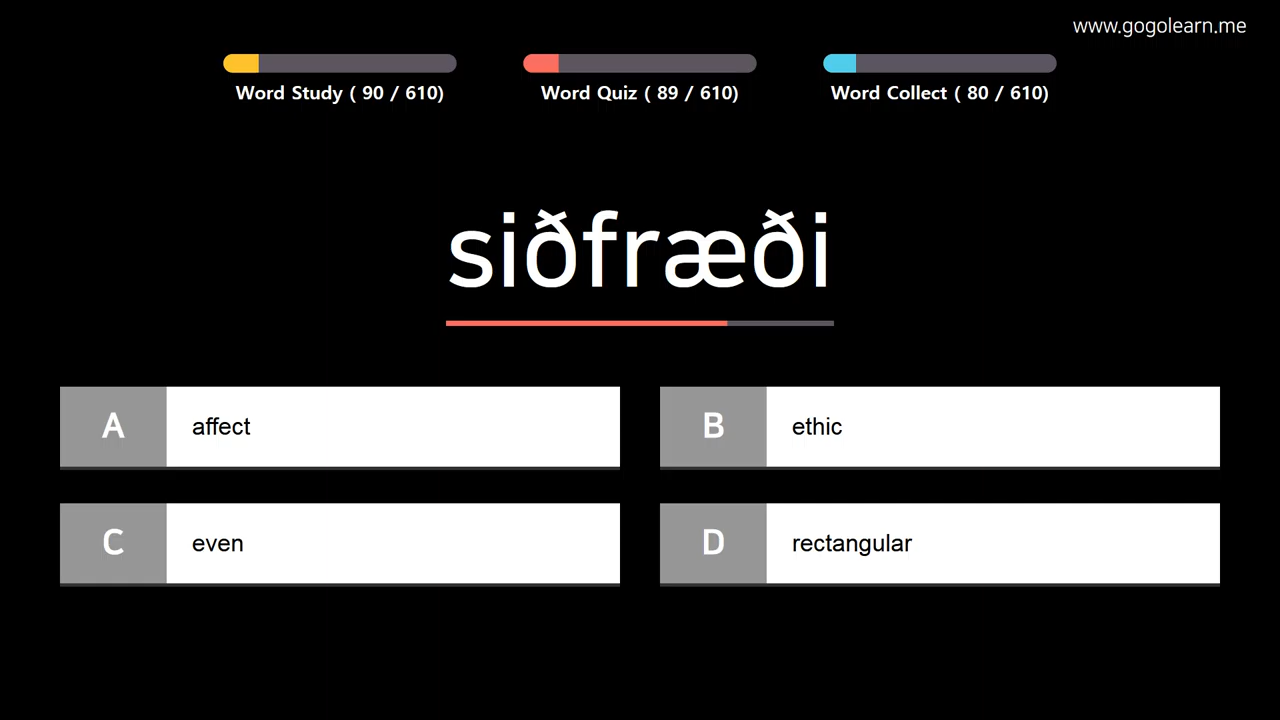 www.gogolearn.me
Word Study ( 90 / 610)
Word Quiz ( 89 / 610)
Word Collect ( 80 / 610)
siðfræði
A affect
B ethic
C even
D rectangular